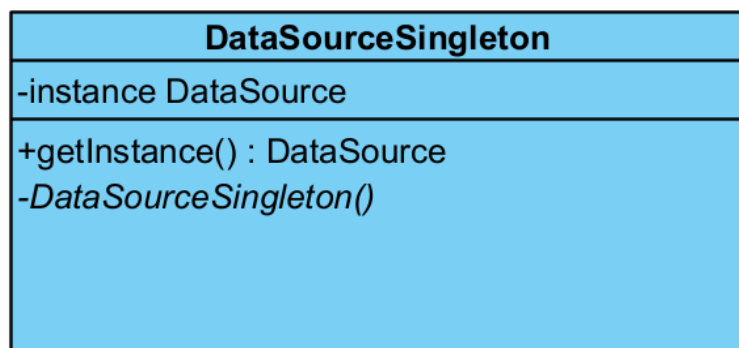 DataSourceSingleton
-instance DataSource
+getInstance() : DataSource
-DataSourceSingleton()